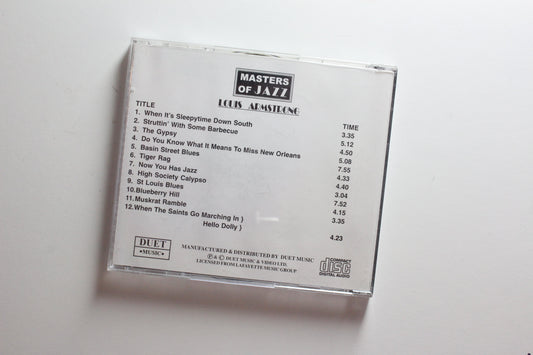 MASTERS
OF JAZZ
LOUIS ARMSTRONG
TITLE TIME
1. When It's Sleepytime Down South 3.35
2. Struttin' With Some Barbecue 5.12
3. The Gypsy 4.50
4. Do You Know What It Means To Miss New Orleans 5.08
5. Basin Street Blues 7.55
6. Tiger Rag 4.33
7. Now You Has Jazz 4.40
8. High Society Calypso 3.04
9. St Louis Blues 7.52
10. Blueberry Hill 4.15
11. Muskrat Ramble 3.35
12. When The Saints Go Marching In )
Hello Dolly ) 4.23
DUET
•MUSIC•
MANUFACTURED & DISTRIBUTED BY DUET MUSIC
℗ & © DUET MUSIC & VIDEO LTD.
LICENSED FROM LAFAYETTE MUSIC GROUP
COMPACT
disc
DIGITAL AUDIO